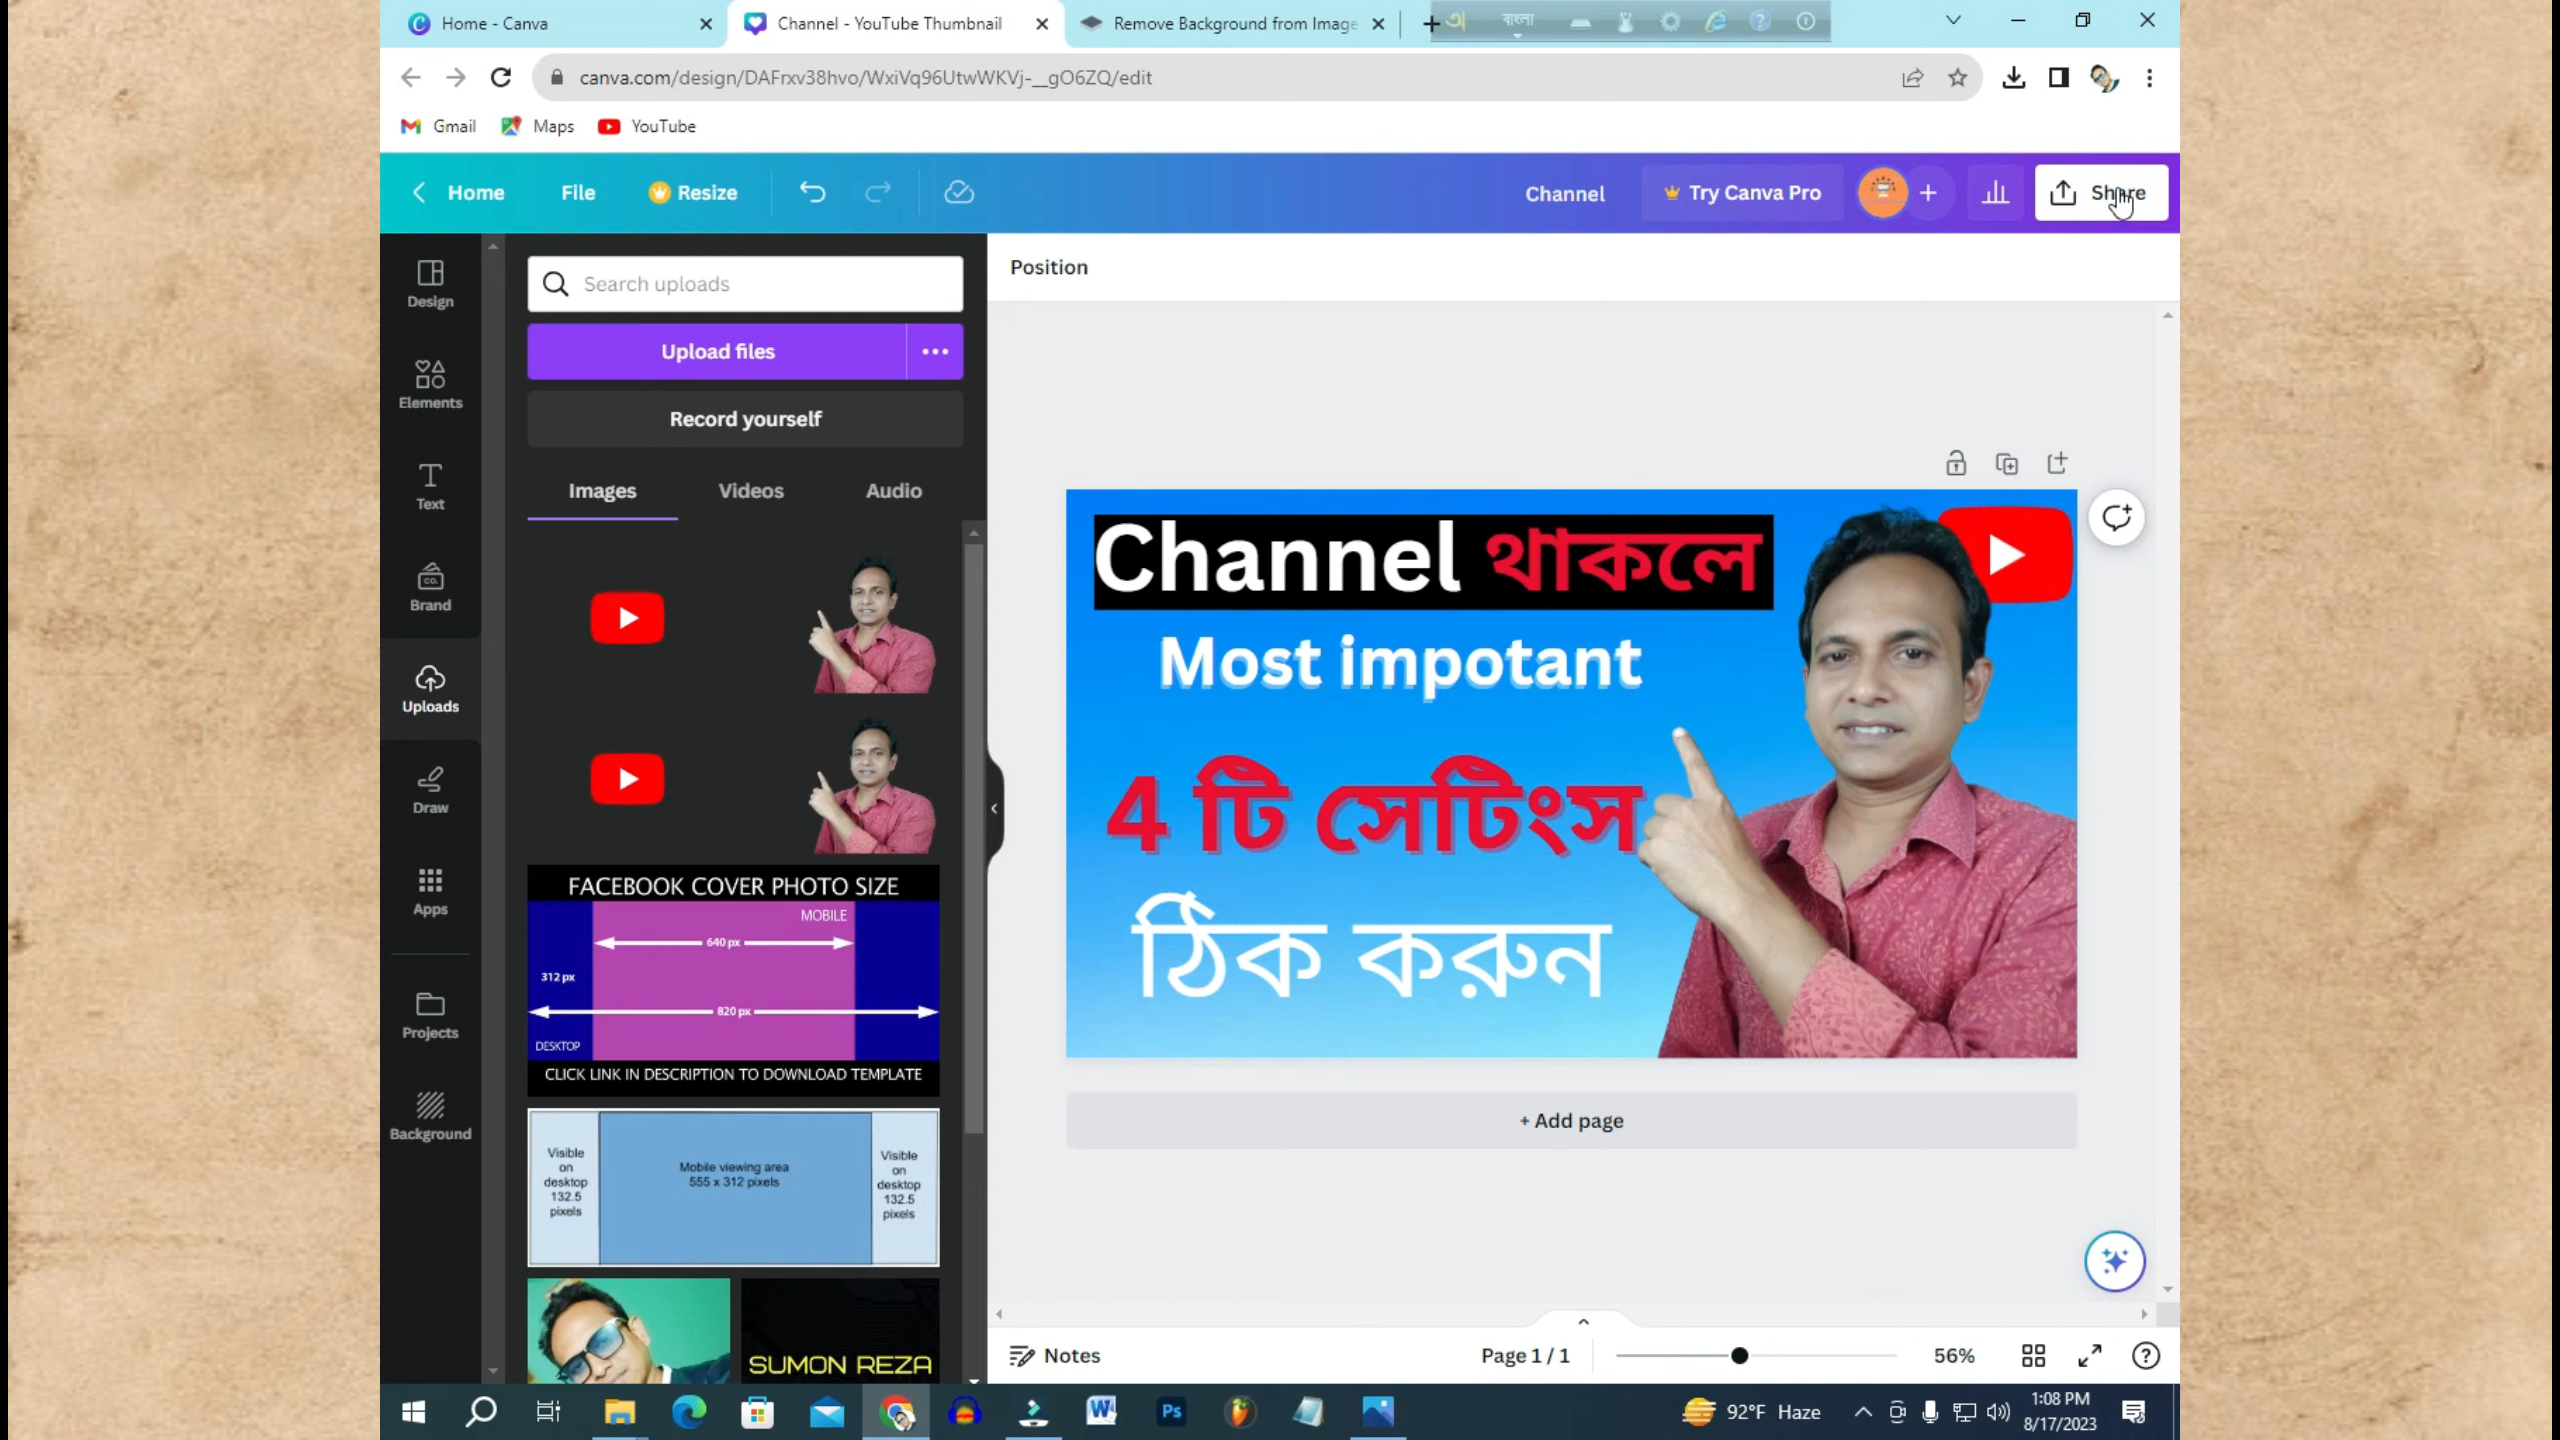 Home - Canva
Channel - YouTube Thumbnail
Remove Background from Image
বাংলা
canva.com/design/DAFrxv38hvo/WxiVq96UtwWKVj-__gO6ZQ/edit
Gmail
Maps
YouTube
Home
File
Resize
Channel
Try Canva Pro
Share
Design
Elements
Text
Brand
Uploads
Draw
Apps
Projects
Background
Search uploads
Upload files
Record yourself
Images
Videos
Audio
FACEBOOK COVER PHOTO SIZE
MOBILE
640 px
312 px
820 px
DESKTOP
CLICK LINK IN DESCRIPTION TO DOWNLOAD TEMPLATE
Visible
on
desktop
132.5
pixels
Mobile viewing area
555 x 312 pixels
Visible
on
desktop
132.5
pixels
SUMON REZA
Position
Channel থাকলে
Most impotant
4 টি সেটিংস
ঠিক করুন
+ Add page
Notes
Page 1 / 1
56%
92°F Haze
1:08 PM
8/17/2023